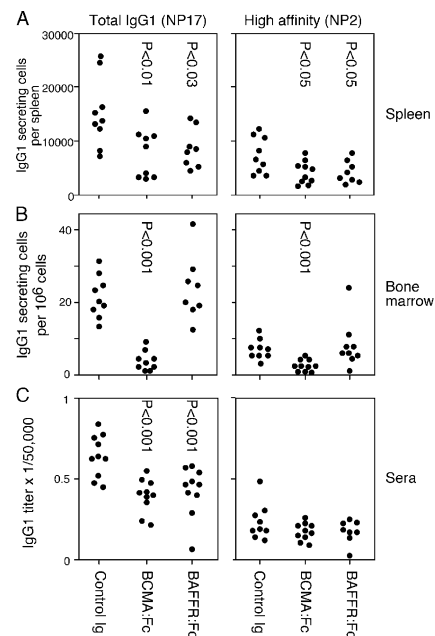 A
Total IgG1 (NP17)
High affinity (NP2)
IgG1 secreting cells
per spleen
30000
10000
0
P<0.01
P<0.03
P<0.05
P<0.05
Spleen
B
IgG1 secreting cells
per 10⁶ cells
40
20
0
P<0.001
P<0.001
Bone
marrow
C
IgG1 titer x 1/50,000
1
0.5
0
P<0.001
P<0.001
Sera
Control Ig
BCMA:Fc
BAFFR:Fc
Control Ig
BCMA:Fc
BAFFR:Fc